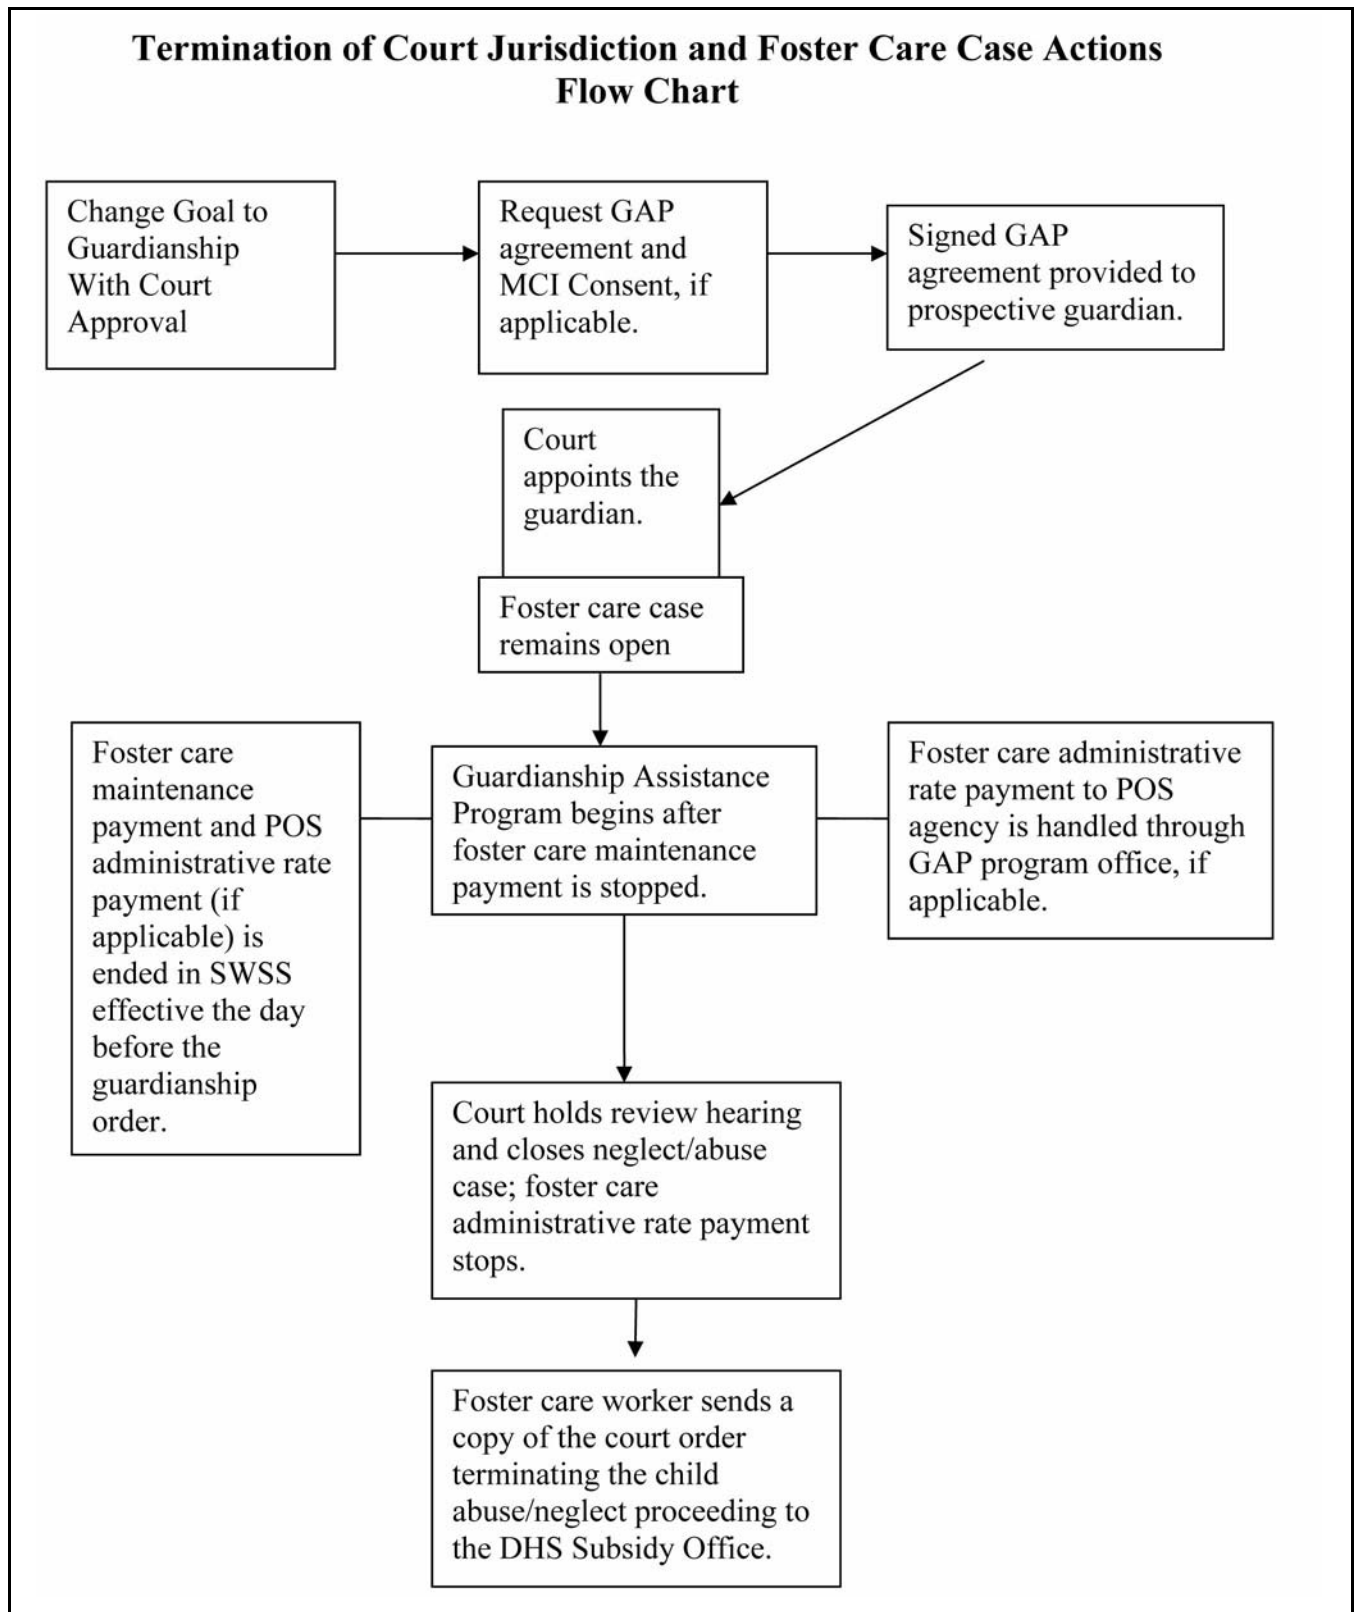 Termination of Court Jurisdiction and Foster Care Case Actions
Flow Chart
Change Goal to
Guardianship
With Court
Approval
Request GAP
agreement and
MCI Consent, if
applicable.
Signed GAP
agreement provided to
prospective guardian.
Court
appoints the
guardian.
Foster care case
remains open
Foster care
maintenance
payment and POS
administrative rate
payment (if
applicable) is
ended in SWSS
effective the day
before the
guardianship
order.
Guardianship Assistance
Program begins after
foster care maintenance
payment is stopped.
Foster care administrative
rate payment to POS
agency is handled through
GAP program office, if
applicable.
Court holds review hearing
and closes neglect/abuse
case; foster care
administrative rate payment
stops.
Foster care worker sends a
copy of the court order
terminating the child
abuse/neglect proceeding to
the DHS Subsidy Office.